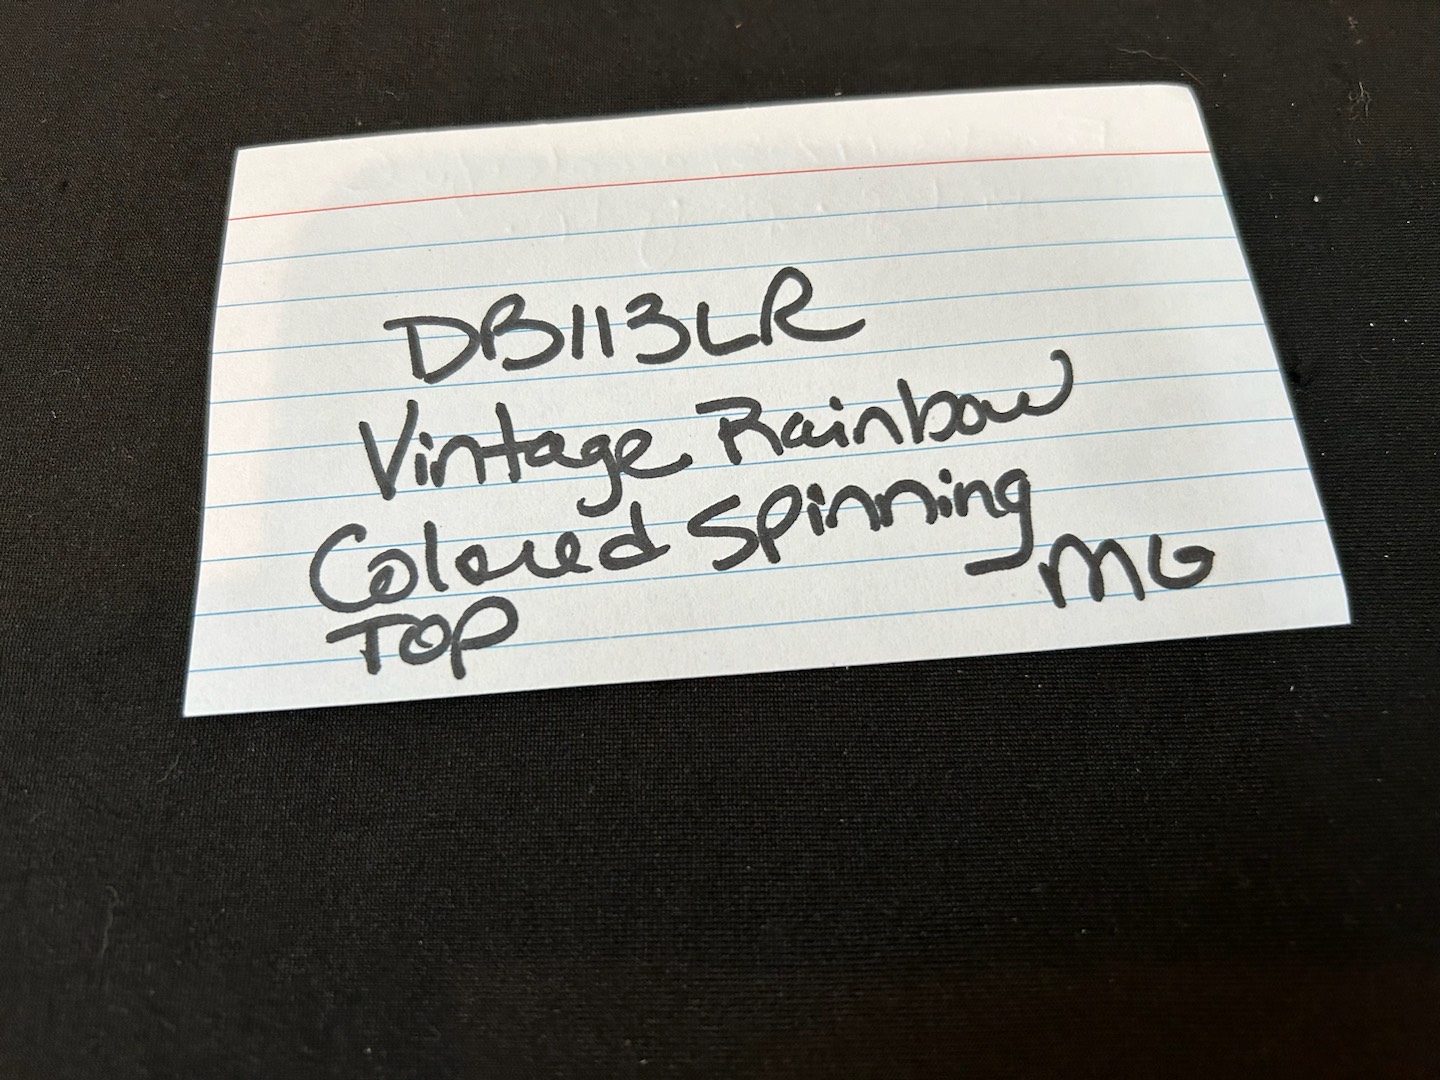 DB113LR
Vintage Rainbow
Colored Spinning
TOP
MG